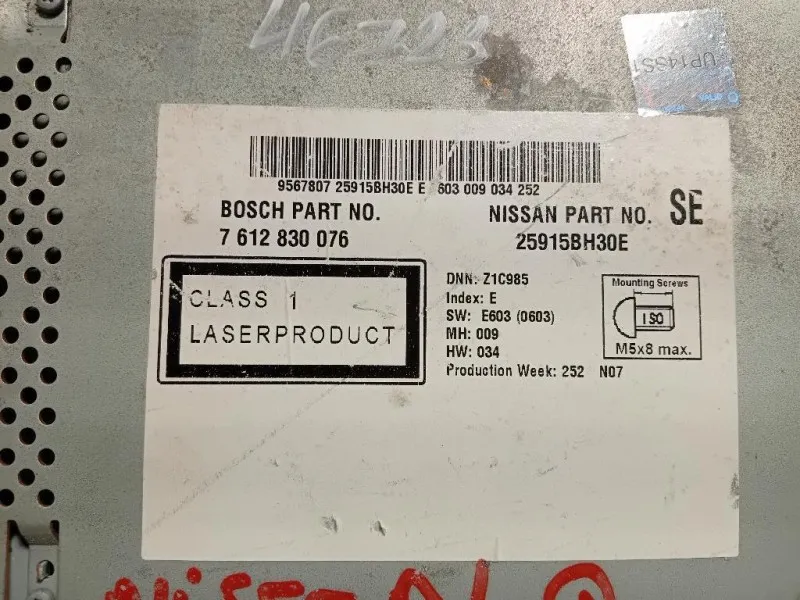 46723
UP14SS
9567807 25915BH30E E 603 009 034 252
BOSCH PART NO.
7 612 830 076
NISSAN PART NO. SE
25915BH30E
CLASS 1
LASERPRODUCT
DNN: Z1C985
Index: E
SW: E603 (0603)
MH: 009
HW: 034
Production Week: 252 N07
Mounting Screws
ISO
M5x8 max.